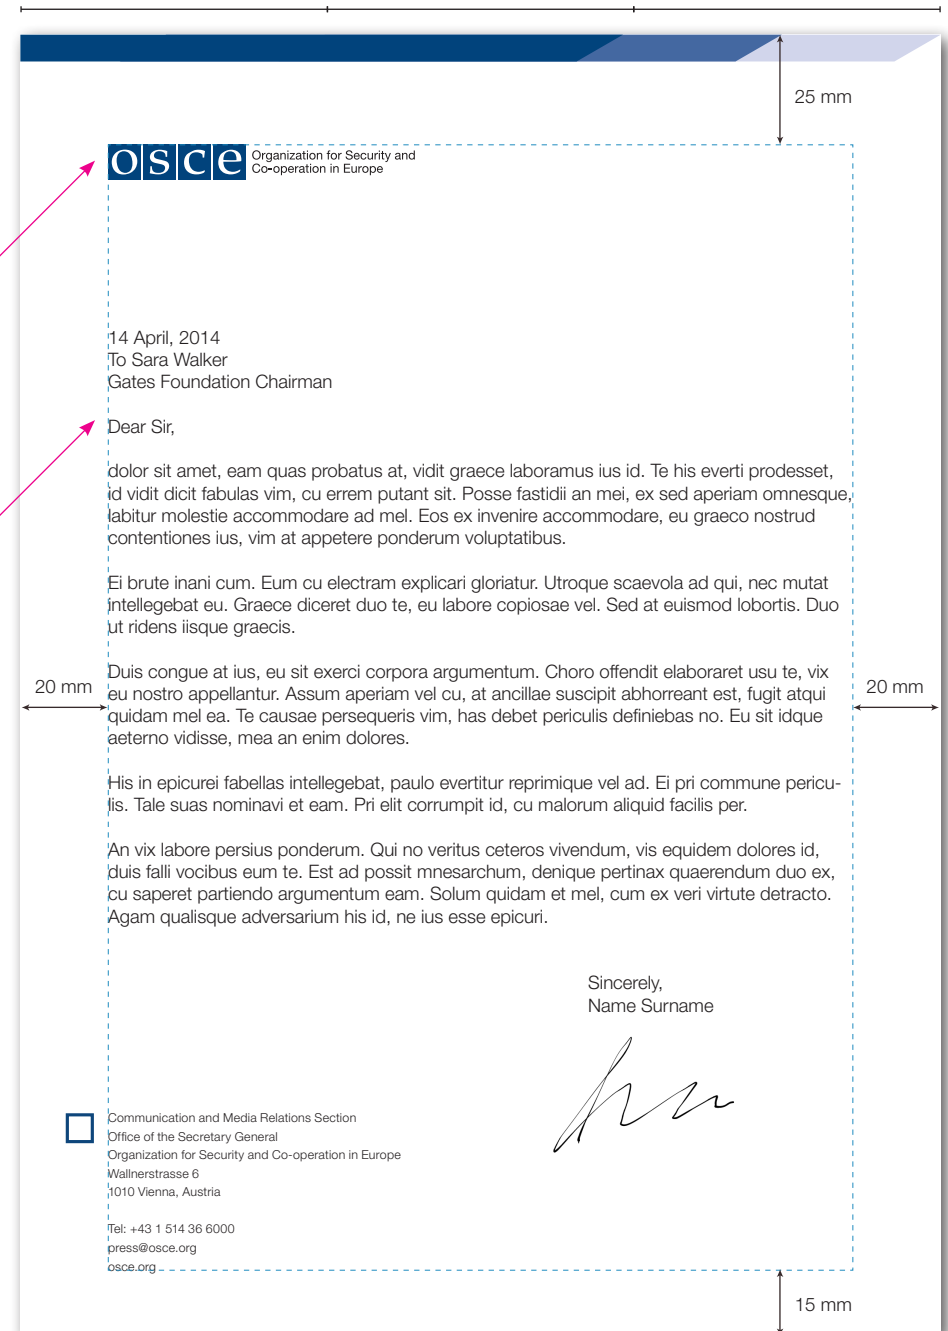 25 mm
osce Organization for Security and
Co-operation in Europe
14 April, 2014
To Sara Walker
Gates Foundation Chairman
Dear Sir,
dolor sit amet, eam quas probatus at, vidit graece laboramus ius id. Te his everti prodesset,
id vidit dicit fabulas vim, cu errem putant sit. Posse fastidii an mei, ex sed aperiam omnesque,
labitur molestie accommodare ad mel. Eos ex invenire accommodare, eu graeco nostrud
contentiones ius, vim at appetere ponderum voluptatibus.
Ei brute inani cum. Eum cu electram explicari gloriatur. Utroque scaevola ad qui, nec mutat
intellegebat eu. Graece diceret duo te, eu labore copiosae vel. Sed at euismod lobortis. Duo
ut ridens iisque graecis.
Duis congue at ius, eu sit exerci corpora argumentum. Choro offendit elaboraret usu te, vix
20 mm
eu nostro appellantur. Assum aperiam vel cu, at ancillae suscipit abhorreant est, fugit atqui
20 mm
quidam mel ea. Te causae persequeris vim, has debet periculis definiebas no. Eu sit idque
aeterno vidisse, mea an enim dolores.
His in epicurei fabellas intellegebat, paulo evertitur reprimique vel ad. Ei pri commune pericu-
lis. Tale suas nominavi et eam. Pri elit corrumpit id, cu malorum aliquid facilis per.
An vix labore persius ponderum. Qui no veritus ceteros vivendum, vis equidem dolores id,
duis falli vocibus eum te. Est ad possit mnesarchum, denique pertinax quaerendum duo ex,
cu saperet partiendo argumentum eam. Solum quidam et mel, cum ex veri virtute detracto.
Agam qualisque adversarium his id, ne ius esse epicuri.
Sincerely,
Name Surname
Communication and Media Relations Section
Office of the Secretary General
Organization for Security and Co-operation in Europe
Wallnerstrasse 6
1010 Vienna, Austria
Tel: +43 1 514 36 6000
press@osce.org
osce.org
15 mm